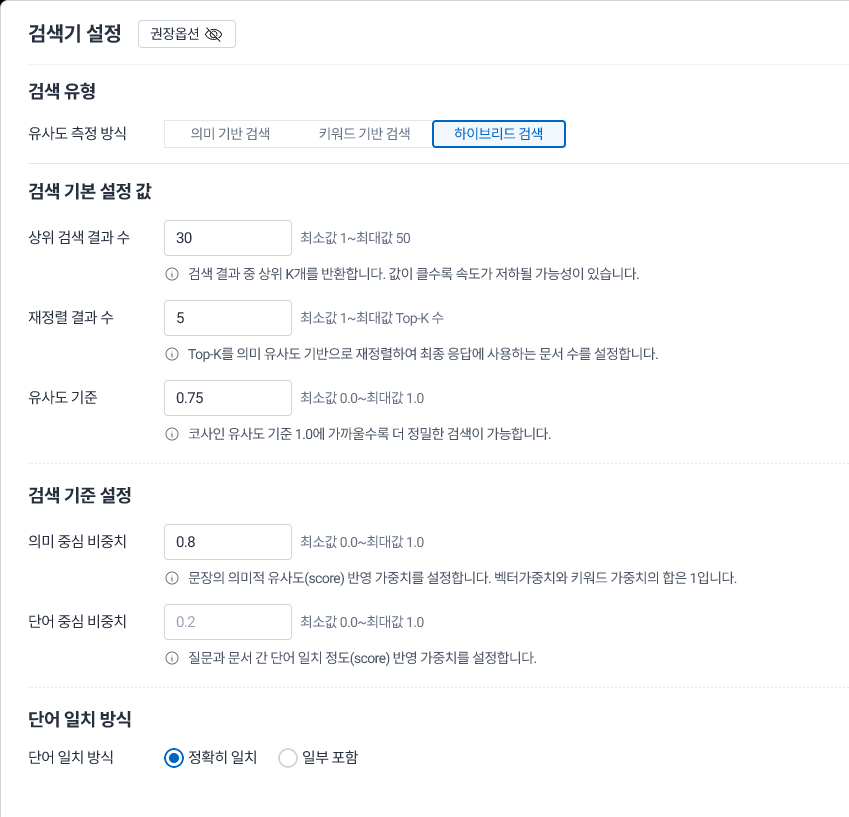 검색기 설정 권장옵션
검색 유형
유사도 측정 방식 의미 기반 검색 키워드 기반 검색 하이브리드 검색
검색 기본 설정 값
상위 검색 결과 수 30 최소값 1~최대값 50
검색 결과 중 상위 K개를 반환합니다. 값이 클수록 속도가 저하될 가능성이 있습니다.
재정렬 결과 수 5 최소값 1~최대값 Top-K 수
Top-K를 의미 유사도 기반으로 재정렬하여 최종 응답에 사용하는 문서 수를 설정합니다.
유사도 기준 0.75 최소값 0.0~최대값 1.0
코사인 유사도 기준 1.0에 가까울수록 더 정밀한 검색이 가능합니다.
검색 기준 설정
의미 중심 비중치 0.8 최소값 0.0~최대값 1.0
문장의 의미적 유사도(score) 반영 가중치를 설정합니다. 벡터가중치와 키워드 가중치의 합은 1입니다.
단어 중심 비중치 0.2 최소값 0.0~최대값 1.0
질문과 문서 간 단어 일치 정도(score) 반영 가중치를 설정합니다.
단어 일치 방식
단어 일치 방식 정확히 일치 일부 포함